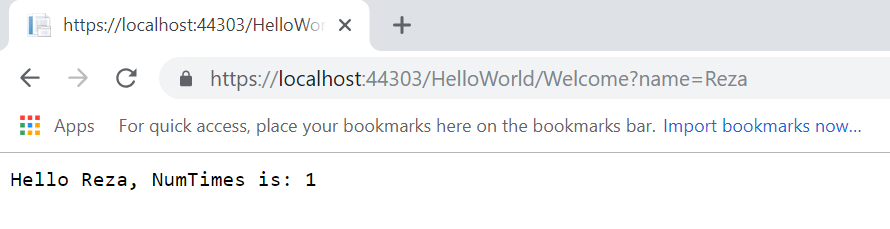 https://localhost:44303/HelloWor
https://localhost:44303/HelloWorld/Welcome?name=Reza
Apps For quick access, place your bookmarks here on the bookmarks bar. Import bookmarks now...
Hello Reza, NumTimes is: 1